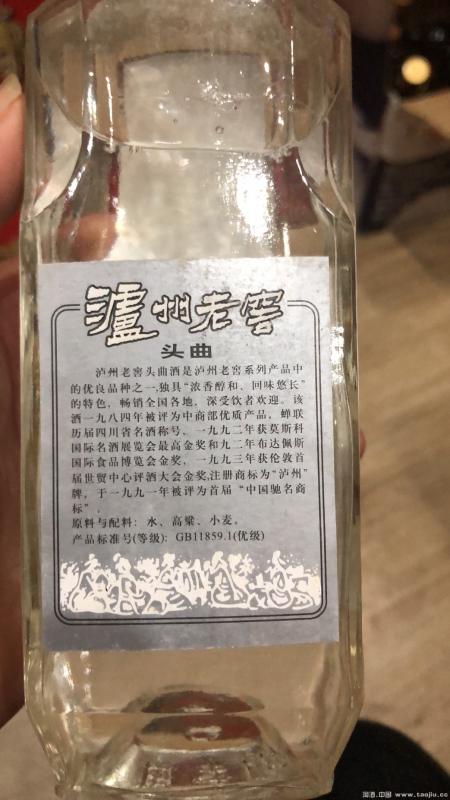 泸州老窖
头曲
泸州老窖头曲酒是泸州老窖系列产品中
的优良品种之一,独具“浓香醇和、回味悠长”
的特色，畅销全国各地，深受饮者欢迎。该
酒一九八四年被评为中商部优质产品，蝉联
历届四川省名酒称号，一九九二年获莫斯科
国际名酒展览会最高金奖和九二年布达佩斯
国际食品博览会金奖，一九九三年获伦敦首
届世贸中心评酒大会金奖,注册商标为“泸州”
牌，于一九九一年被评为首届“中国驰名商
标”。
原料与配料：水、高粱、小麦。
产品标准号(等级)：GB11859.1(优级)
淘酒.中国 www.taojiu.cc